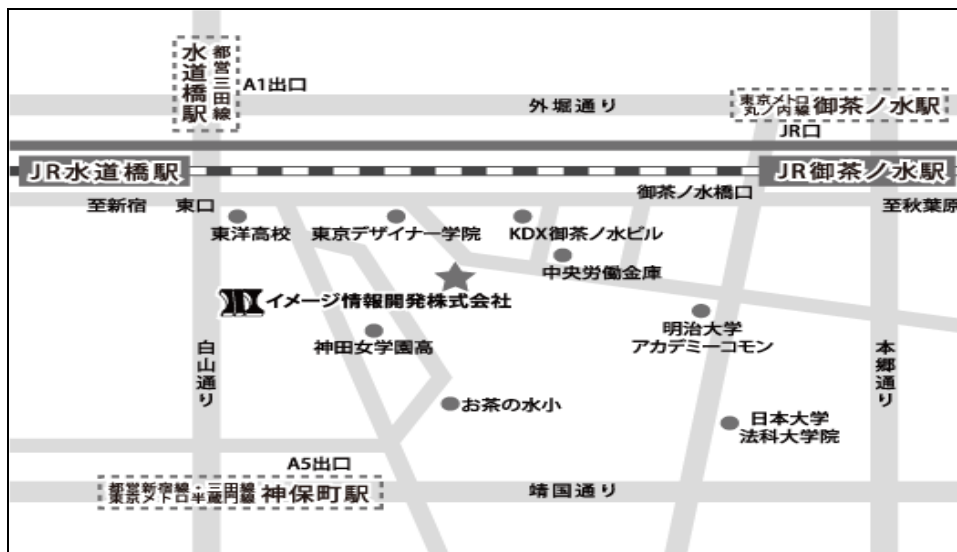 水道橋駅
都営三田線
A1出口
外堀通り
東京メトロ
丸ノ内線
御茶ノ水駅
JR口
JR水道橋駅
JR御茶ノ水駅
御茶ノ水橋口
至新宿
東口
至秋葉原
東洋高校
東京デザイナー学院
KDX御茶ノ水ビル
中央労働金庫
イメージ情報開発株式会社
神田女学園高
明治大学
アカデミーコモン
白山通り
本郷通り
お茶の水小
日本大学
法科大学院
A5出口
都営新宿線・三田線
東京メトロ半蔵門線
神保町駅
靖国通り